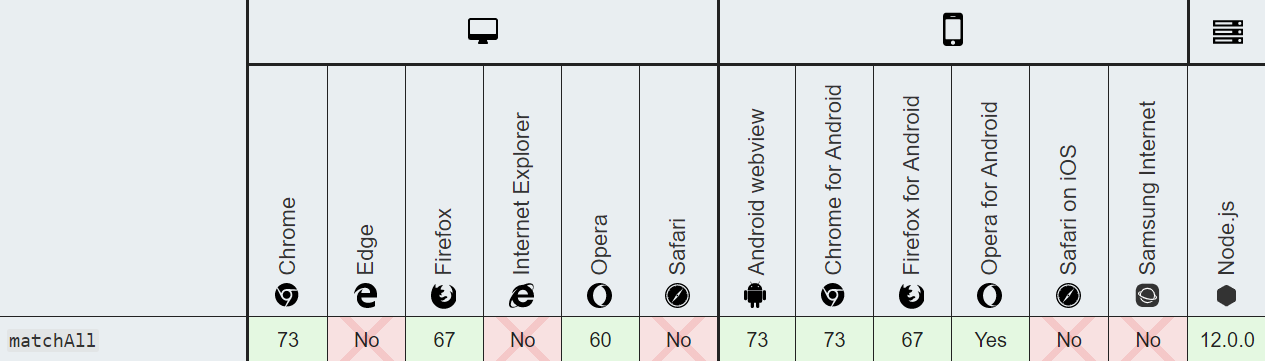 Chrome
Edge
Firefox
Internet Explorer
Opera
Safari
Android webview
Chrome for Android
Firefox for Android
Opera for Android
Safari on iOS
Samsung Internet
Node.js
matchAll 73 No 67 No 60 No 73 73 67 Yes No No 12.0.0